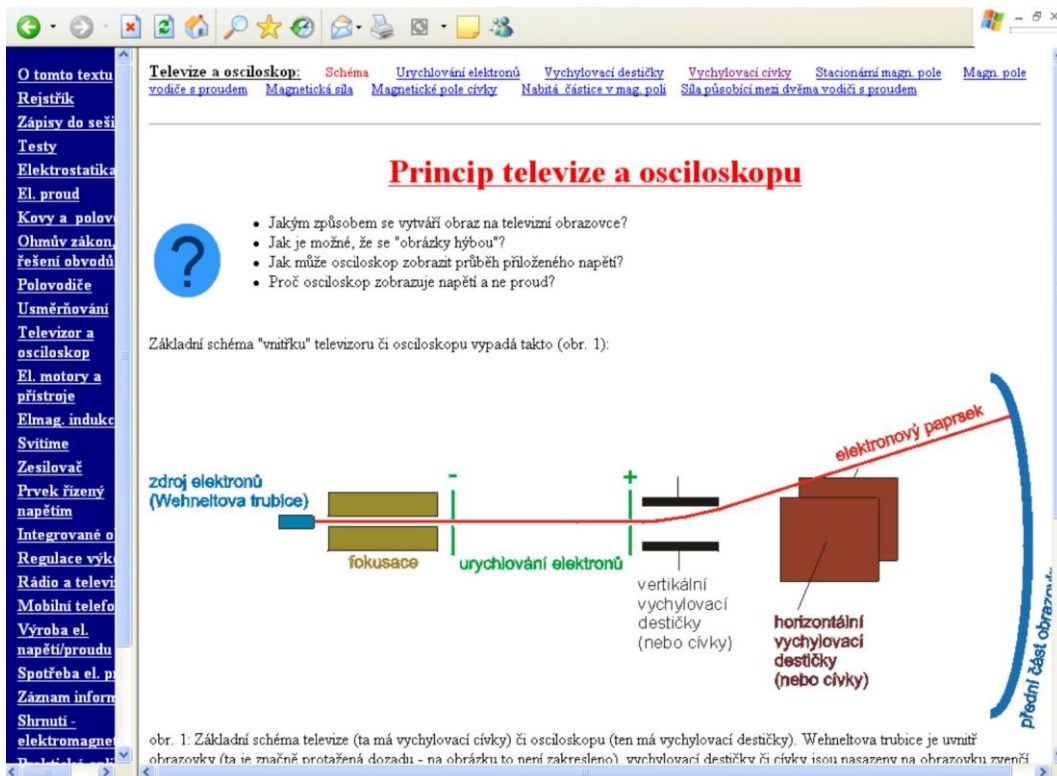 O tomto textu
Rejstřík
Zápisy do seši
Testy
Elektrostatika
El. proud
Kovy a polov
Ohmův zákon,
řešení obvodů
Polovodiče
Usměrňování
Televizor a
osciloskop
El. motory a
přístroje
Elmag. indukc
Svítíme
Zesilovač
Prvek řízený
napětím
Integrované o
Regulace výk
Rádio a televi
Mobilní telefo
Výroba el.
napětí/proudu
Spotřeba el. p
Záznam inform
Shrnutí -
elektromagnet
Televize a osciloskop: Schéma Urychlování elektronů Vychylovací destičky Vychylovací cívky Stacionární magn. pole Magn. pole
vodiče s proudem Magnetická síla Magnetické pole cívky Nabitá částice v mag. poli Síla působící mezi dvěma vodiči s proudem
Princip televize a osciloskopu
?
• Jakým způsobem se vytváří obraz na televizní obrazovce?
• Jak je možné, že se "obrázky hýbou"?
• Jak může osciloskop zobrazit průběh přiloženého napětí?
• Proč osciloskop zobrazuje napětí a ne proud?
Základní schéma "vnitřku" televizoru či osciloskopu vypadá takto (obr. 1):
zdroj elektronů
(Wehneltova trubice)
fokusace
-
+
urychlování elektronů
vertikální
vychylovací
destičky
(nebo cívky)
elektronový paprsek
horizontální
vychylovací
destičky
(nebo cívky)
přední část obrazovky
obr. 1: Základní schéma televize (ta má vychylovací cívky) či osciloskopu (ten má vychylovací destičky). Wehneltova trubice je uvnitř
obrazovky (ta je značně protažená dozadu - na obrázku to není zakresleno), vychylovací destičky či cívky jsou nasazeny na obrazovku zvenčí